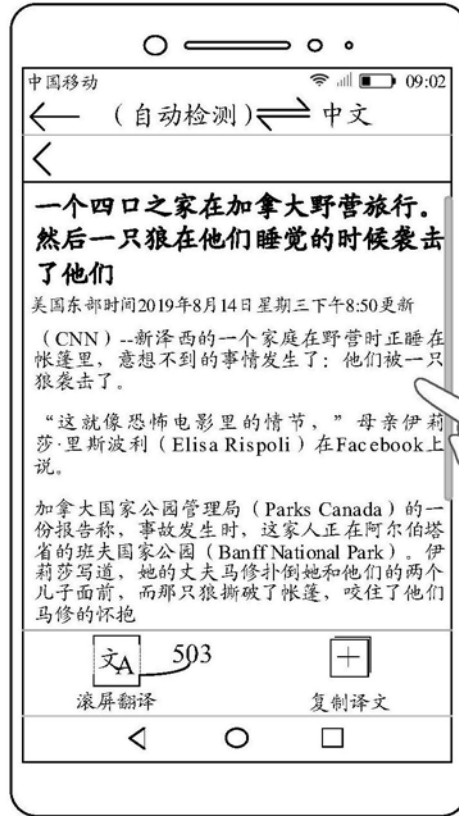 中国移动 09:02
(自动检测) 中文
一个四口之家在加拿大野营旅行。
然后一只狼在他们睡觉的时候袭击
了他们
美国东部时间2019年8月14日星期三下午8:50更新
(CNN)--新泽西的一个家庭在野营时正睡在
帐蓬里，意想不到的事情发生了：他们被一只
狼袭击了。
“这就像恐怖电影里的情节，”母亲伊莉
莎·里斯波利(Elisa Rispoli)在Facebook上
说。
加拿大国家公园管理局(Parks Canada)的一
份报告称，事故发生时，这家人正在阿尔伯塔
省的班夫国家公园(Banff National Park)。伊
莉莎写道，她的丈夫马修扑倒她和他们的两个
儿子面前，而那只狼撕破了帐蓬，咬住了他们
马修的怀抱
文A 503
滚屏翻译 复制译文